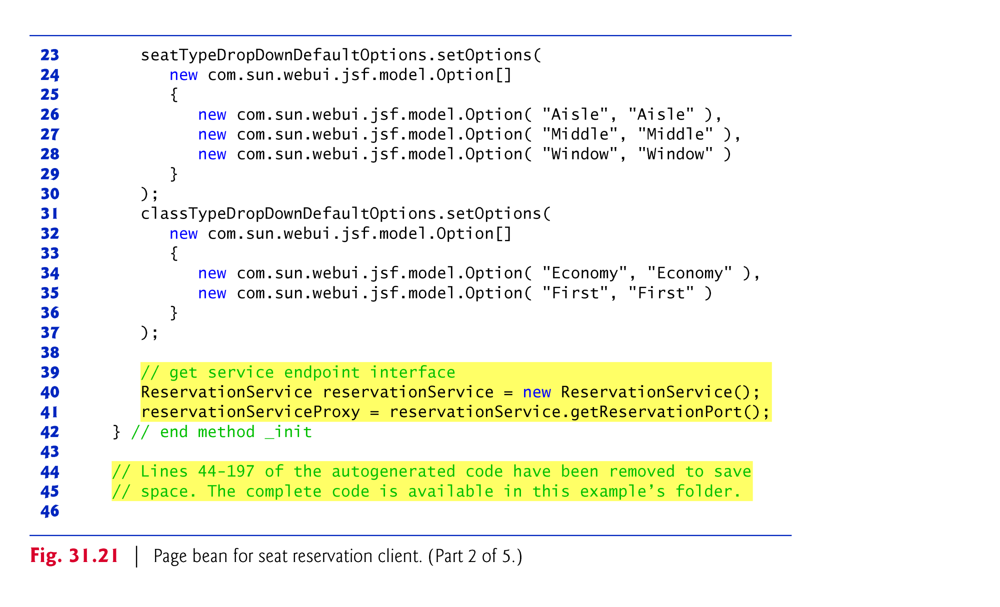 23 seatTypeDropDownDefaultOptions.setOptions(
24 new com.sun.webui.jsf.model.Option[]
25 {
26 new com.sun.webui.jsf.model.Option( "Aisle", "Aisle" ),
27 new com.sun.webui.jsf.model.Option( "Middle", "Middle" ),
28 new com.sun.webui.jsf.model.Option( "Window", "Window" )
29 }
30 );
31 classTypeDropDownDefaultOptions.setOptions(
32 new com.sun.webui.jsf.model.Option[]
33 {
34 new com.sun.webui.jsf.model.Option( "Economy", "Economy" ),
35 new com.sun.webui.jsf.model.Option( "First", "First" )
36 }
37 );
38
39 // get service endpoint interface
40 ReservationService reservationService = new ReservationService();
41 reservationServiceProxy = reservationService.getReservationPort();
42 } // end method _init
43
44 // Lines 44-197 of the autogenerated code have been removed to save
45 // space. The complete code is available in this example’s folder.
46
Fig. 31.21 | Page bean for seat reservation client. (Part 2 of 5.)